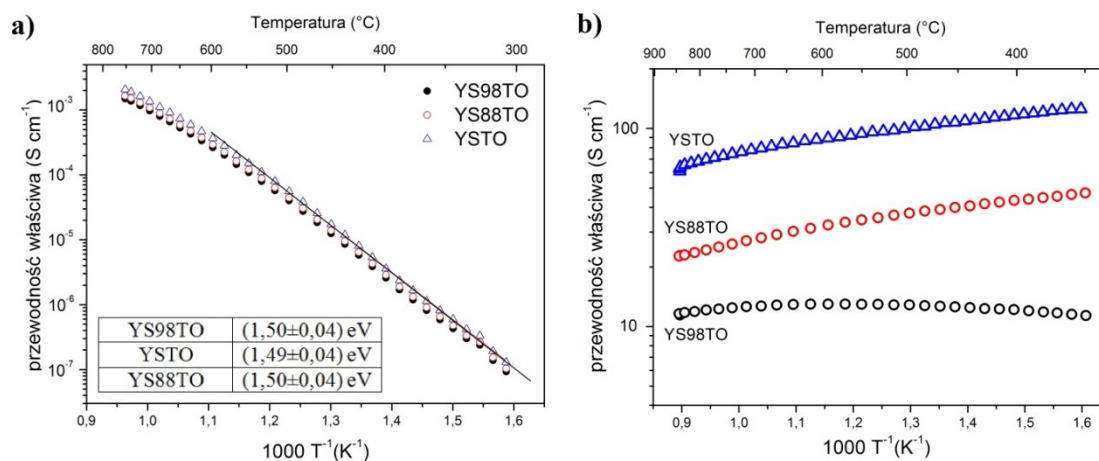 a)
Temperatura (°C)
800 700 600 500 400 300
YS98TO
YS88TO
YSTO
10⁻³
10⁻⁴
10⁻⁵
10⁻⁶
10⁻⁷
przewodność właściwa (S cm⁻¹)
YS98TO (1,50±0,04) eV
YSTO (1,49±0,04) eV
YS88TO (1,50±0,04) eV
0,9 1,0 1,1 1,2 1,3 1,4 1,5 1,6
1000 T⁻¹(K⁻¹)
b)
Temperatura (°C)
900 800 700 600 500 400
100
10
przewodność właściwa (S cm⁻¹)
YSTO
YS88TO
YS98TO
0,9 1,0 1,1 1,2 1,3 1,4 1,5 1,6
1000 T⁻¹(K⁻¹)